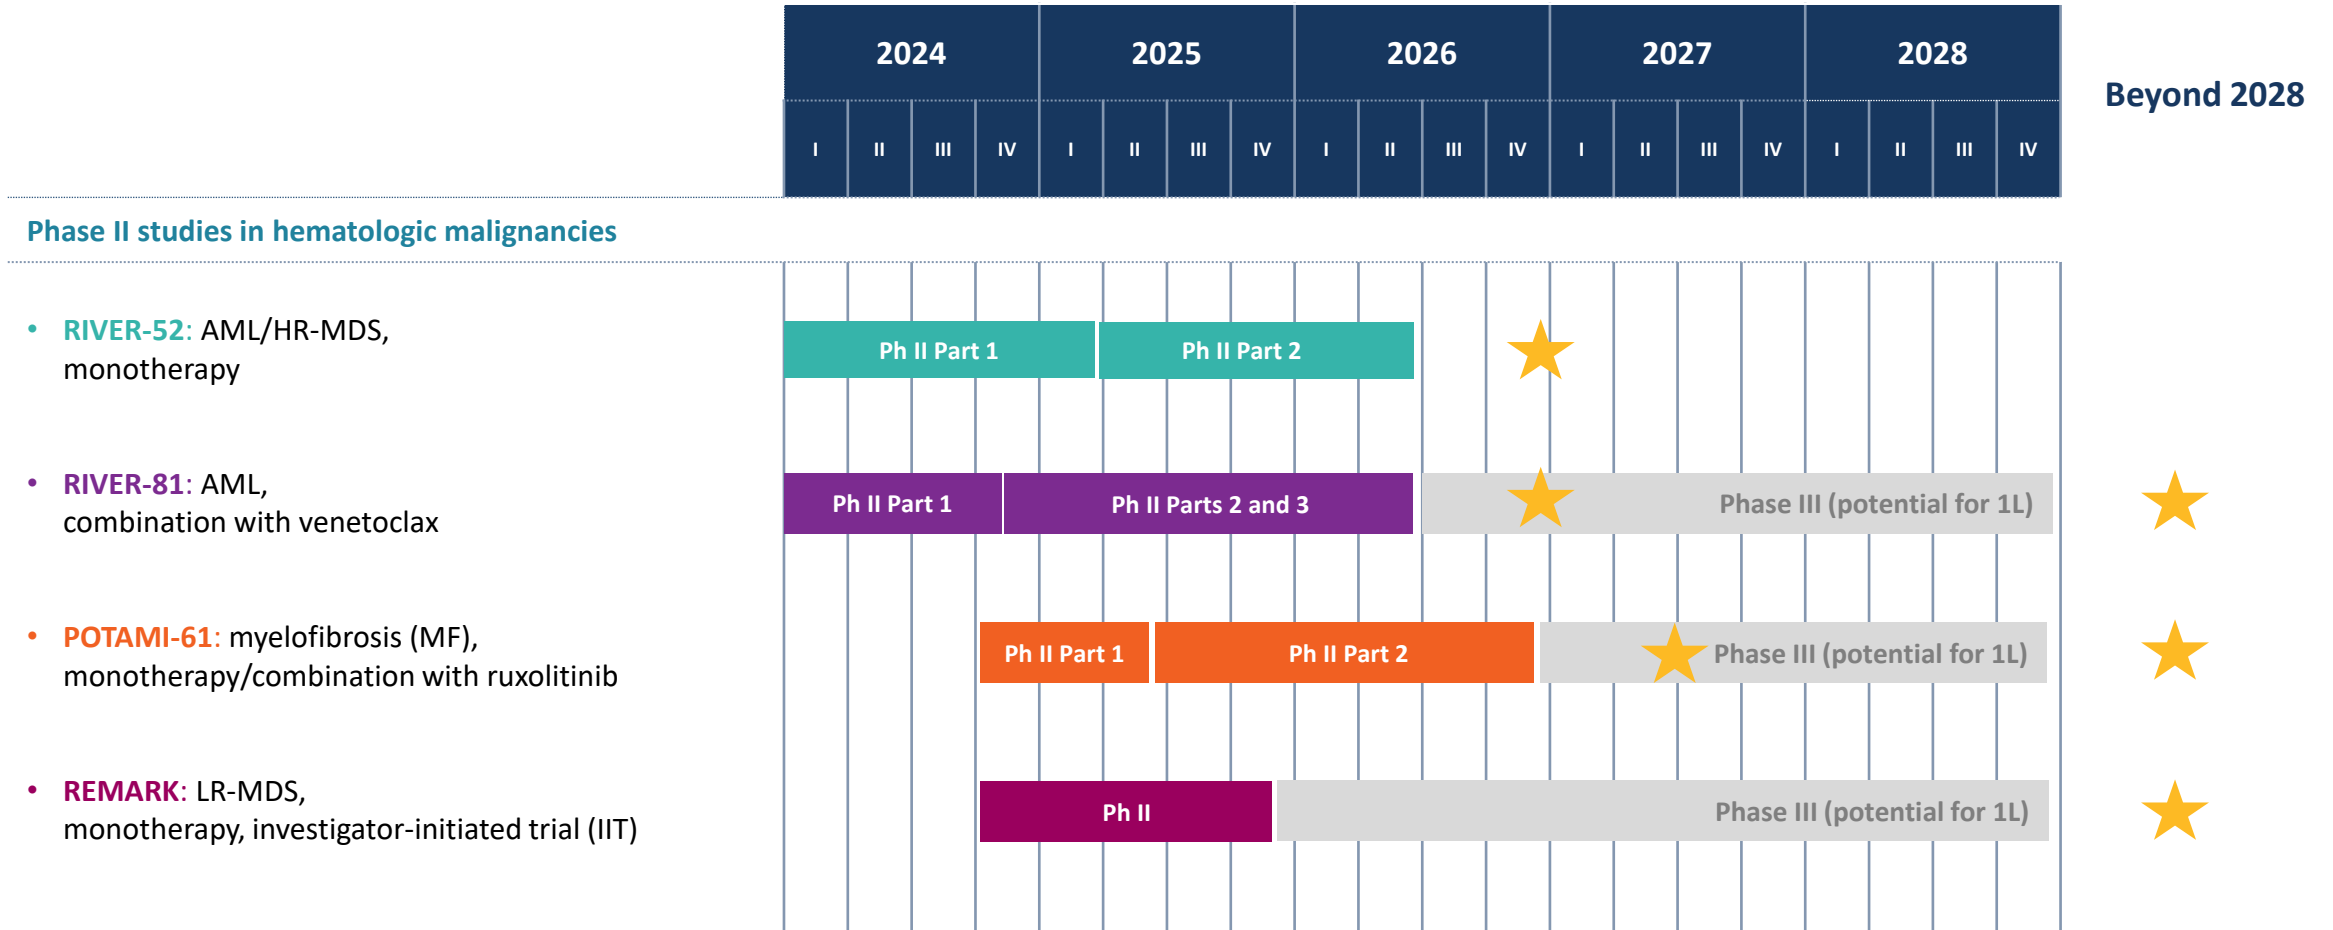 2024
2025
2026
2027
2028
Beyond 2028
I II III IV I II III IV I II III IV I II III IV I II III IV
Phase II studies in hematologic malignancies
• RIVER-52: AML/HR-MDS,
monotherapy
Ph II Part 1
Ph II Part 2
• RIVER-81: AML,
combination with venetoclax
Ph II Part 1
Ph II Parts 2 and 3
Phase III (potential for 1L)
• POTAMI-61: myelofibrosis (MF),
monotherapy/combination with ruxolitinib
Ph II Part 1
Ph II Part 2
Phase III (potential for 1L)
• REMARK: LR-MDS,
monotherapy, investigator-initiated trial (IIT)
Ph II
Phase III (potential for 1L)